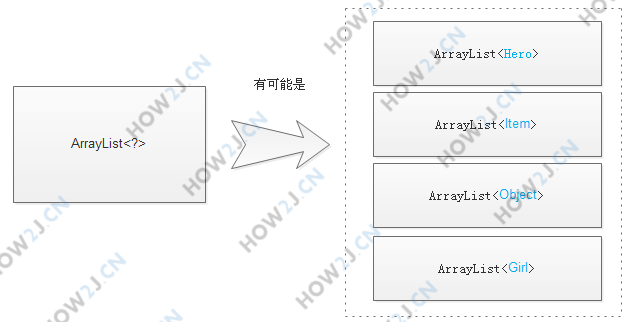 ArrayList<?>
有可能是
ArrayList<Hero>
ArrayList<Item>
ArrayList<Object>
ArrayList<Girl>
HOW2J.CN
HOW2J.CN
HOW2J.CN
HOW2J.CN
HOW2J.CN
HOW2J.CN
HOW2J.CN
HOW2J.CN
HOW2J.CN
HOW2J.CN